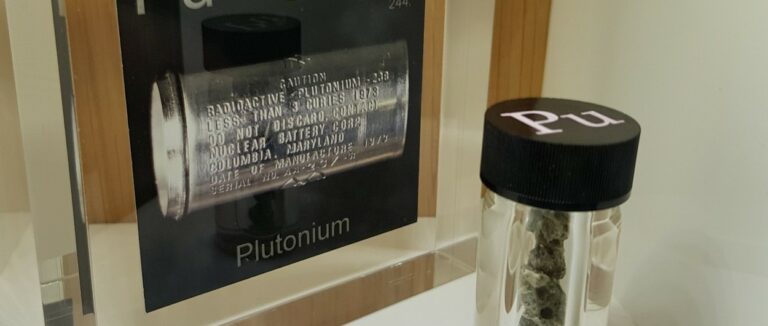 Pu
244.
CAUTION
RADIOACTIVE PLUTONIUM-238
LESS THAN 3 CURIES 1973
DO NOT DISCARD, CONTACT
NUCLEAR BATTERY CORP.
COLUMBIA, MARYLAND
DATE OF MANUFACTURE
SERIAL NO.
Plutonium
Pu